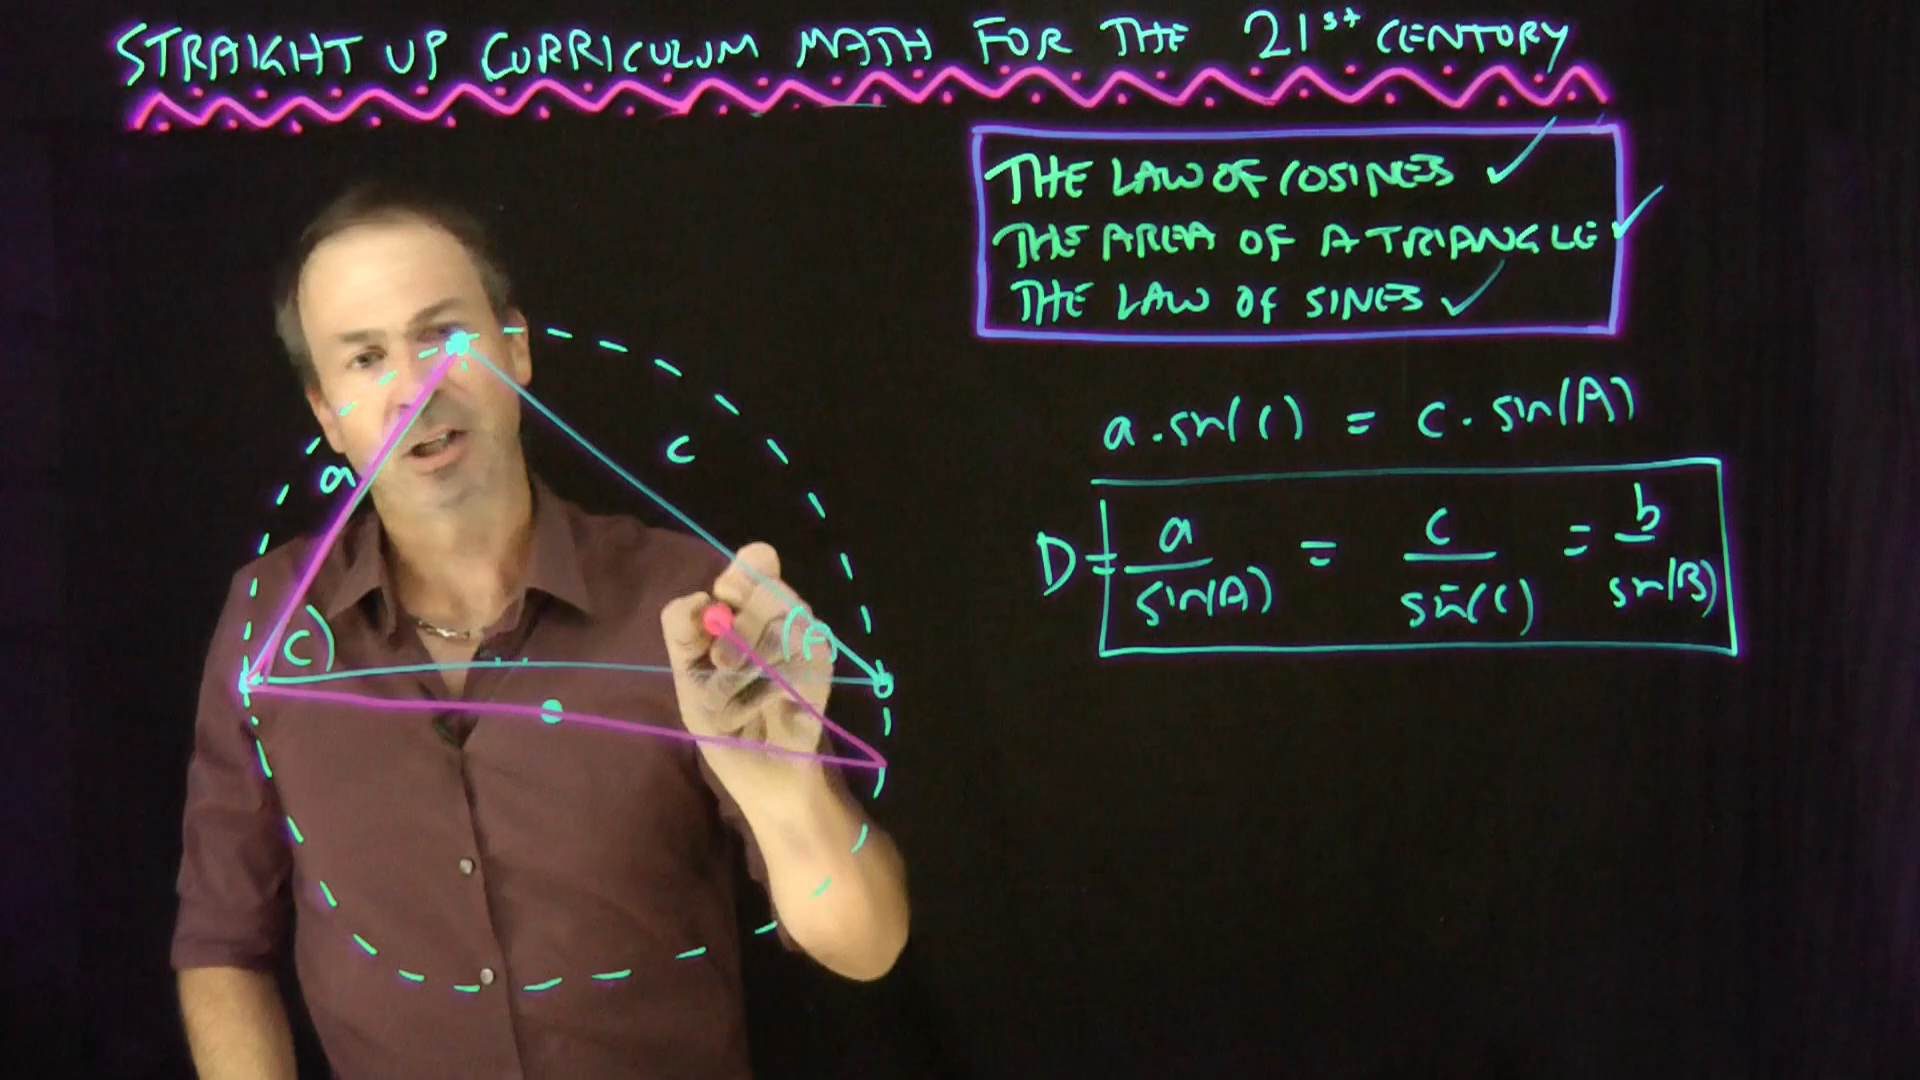 STRAIGHT UP CURRICULUM MATH FOR THE 21st CENTURY
THE LAW OF COSINES ✓
THE AREA OF A TRIANGLE ✓
THE LAW OF SINES ✓
a·sin(C) = c·sin(A)
D = a/sin(A) = c/sin(C) = b/sin(B)
a
c
C)
(A